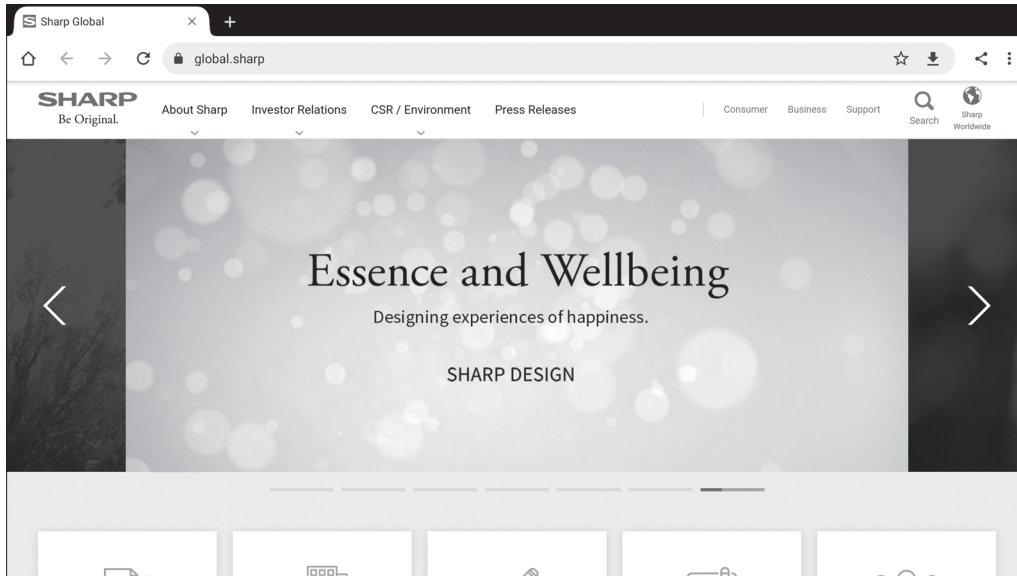 Sharp Global
global.sharp
SHARP
Be Original.
About Sharp
Investor Relations
CSR / Environment
Press Releases
Consumer
Business
Support
Search
Sharp
Worldwide
Essence and Wellbeing
Designing experiences of happiness.
SHARP DESIGN